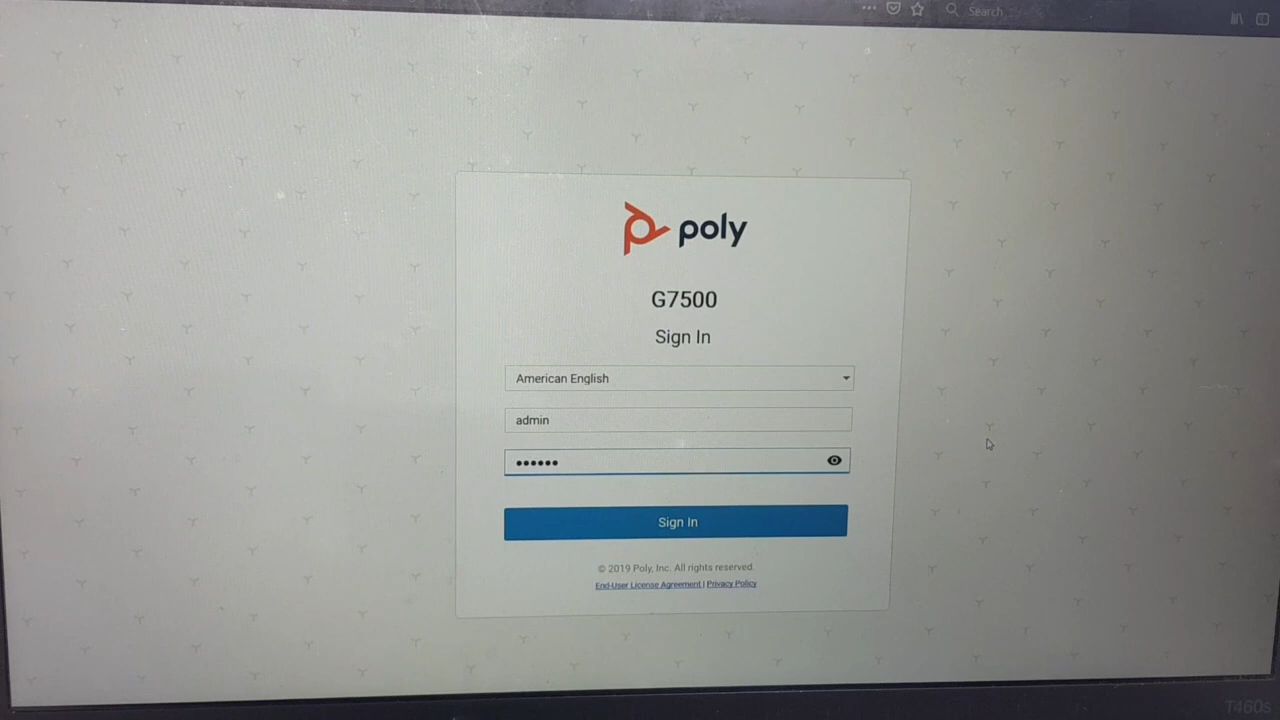 Search
poly
G7500
Sign In
American English
admin
••••••
Sign In
© 2019 Poly, Inc. All rights reserved.
End-User License Agreement | Privacy Policy
T460s